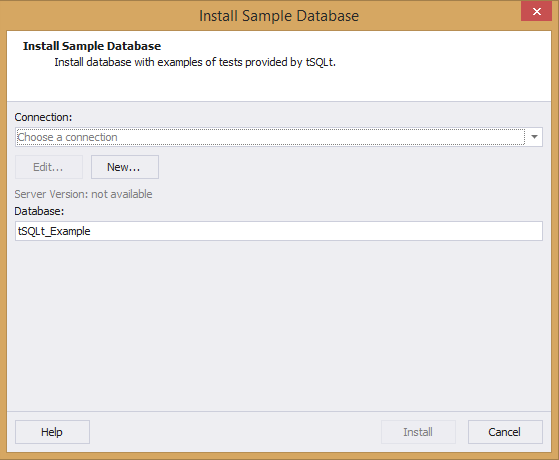 Install Sample Database
Install Sample Database
Install database with examples of tests provided by tSQLt.
Connection:
Choose a connection
Edit... New...
Server Version: not available
Database:
tSQLt_Example
Help Install Cancel